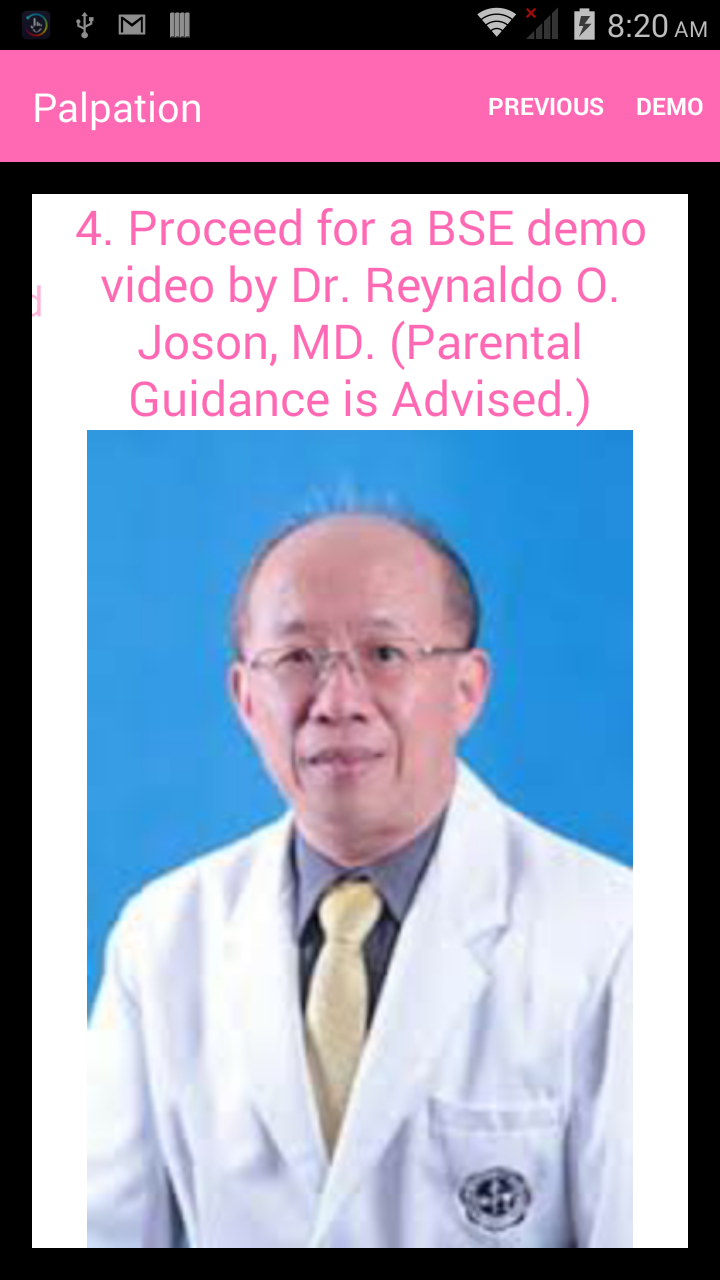 8:20 AM
Palpation
PREVIOUS
DEMO
4. Proceed for a BSE demo
video by Dr. Reynaldo O.
d
Joson, MD. (Parental
Guidance is Advised.)